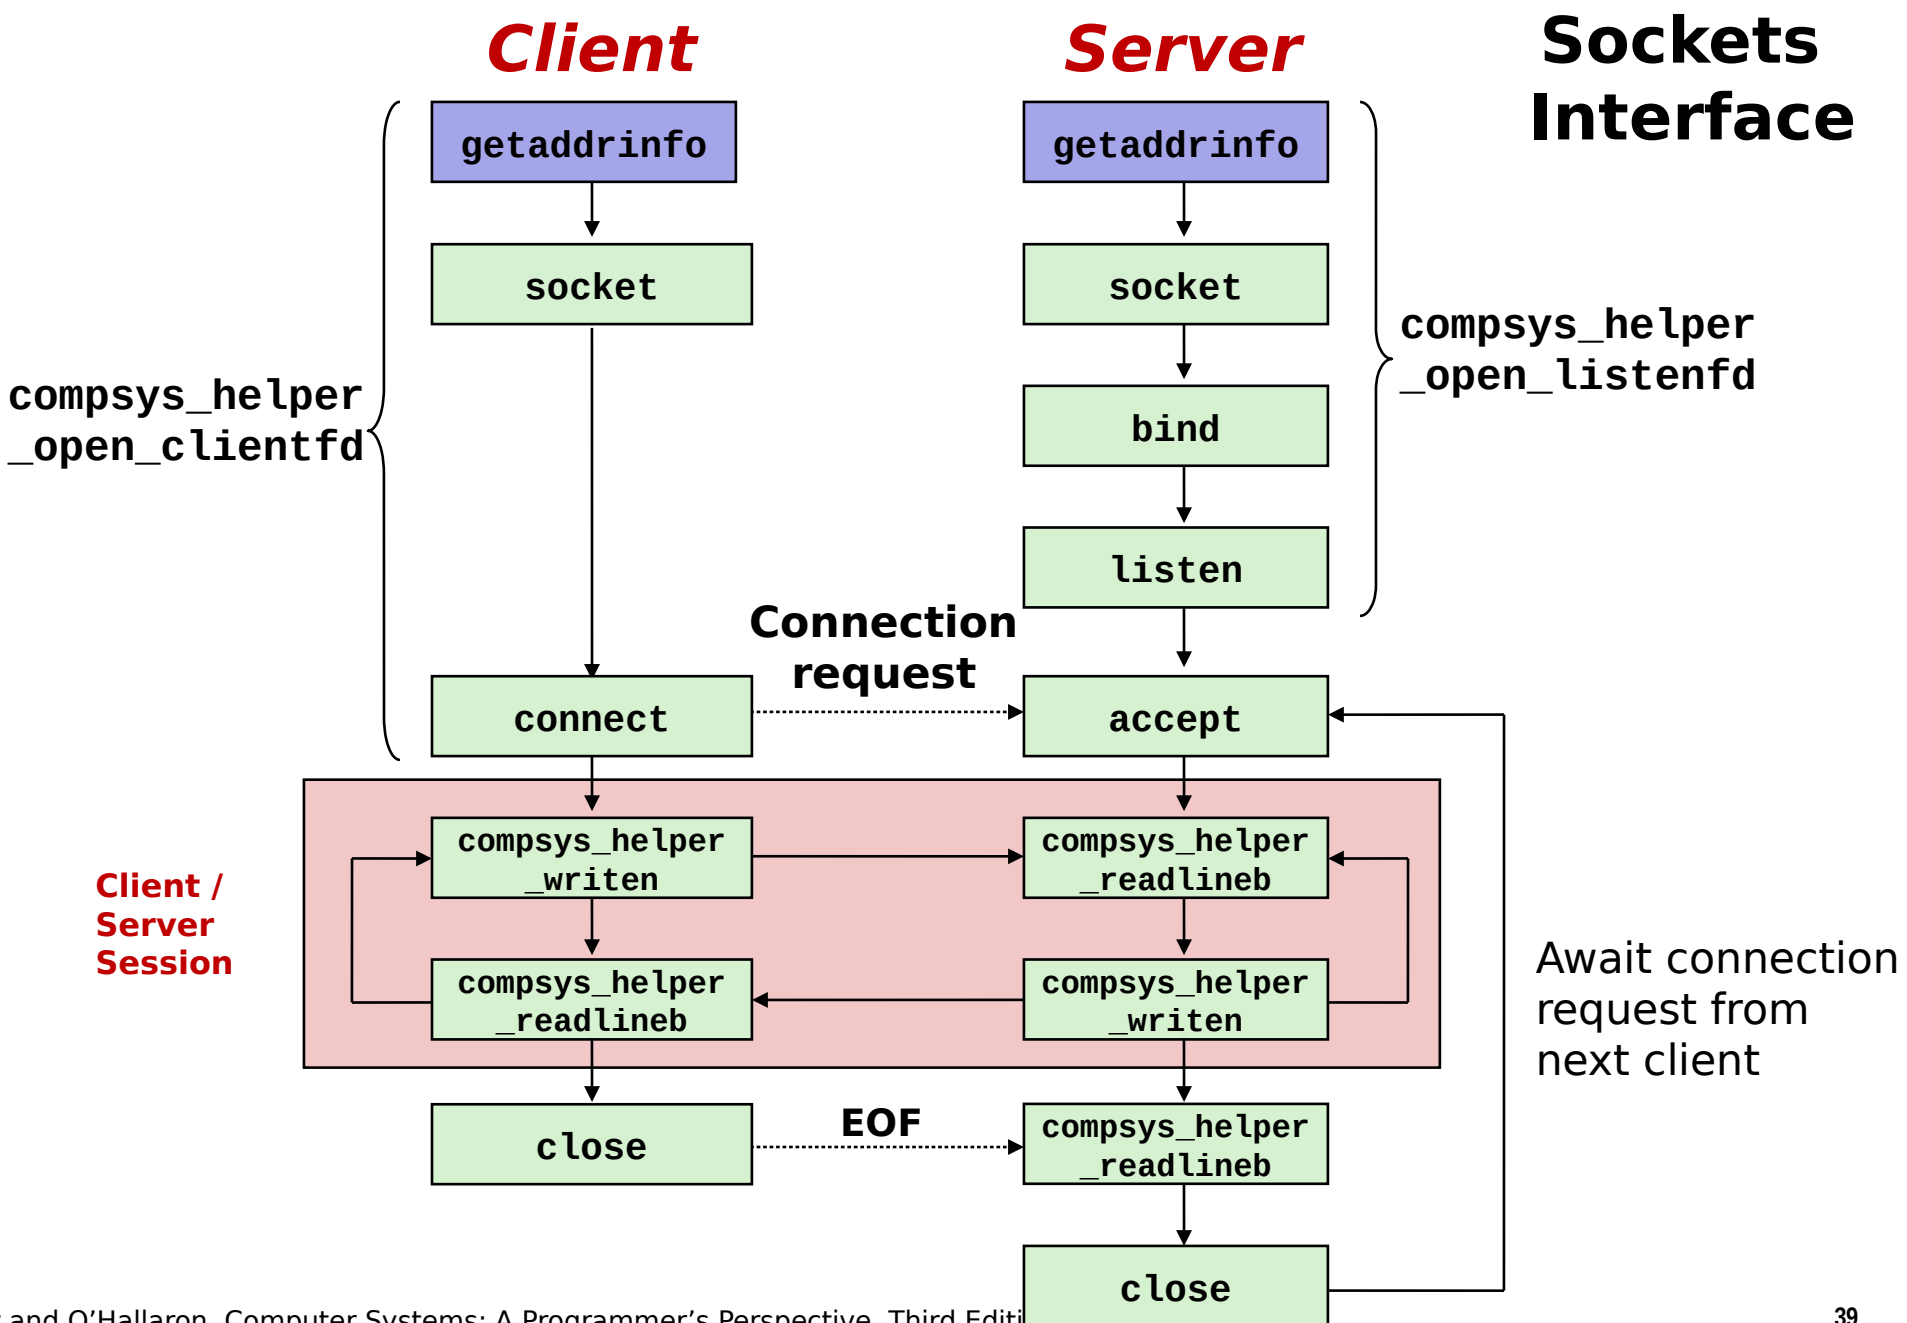 Client
Server
Sockets
Interface
getaddrinfo
getaddrinfo
socket
socket
compsys_helper
_open_listenfd
compsys_helper
_open_clientfd
bind
listen
Connection
request
connect
accept
compsys_helper
_writen
compsys_helper
_readlineb
Client /
Server
Session
compsys_helper
_readlineb
compsys_helper
_writen
Await connection
request from
next client
close
EOF
compsys_helper
_readlineb
close
and O’Hallaron, Computer Systems: A Programmer’s Perspective, Third
39